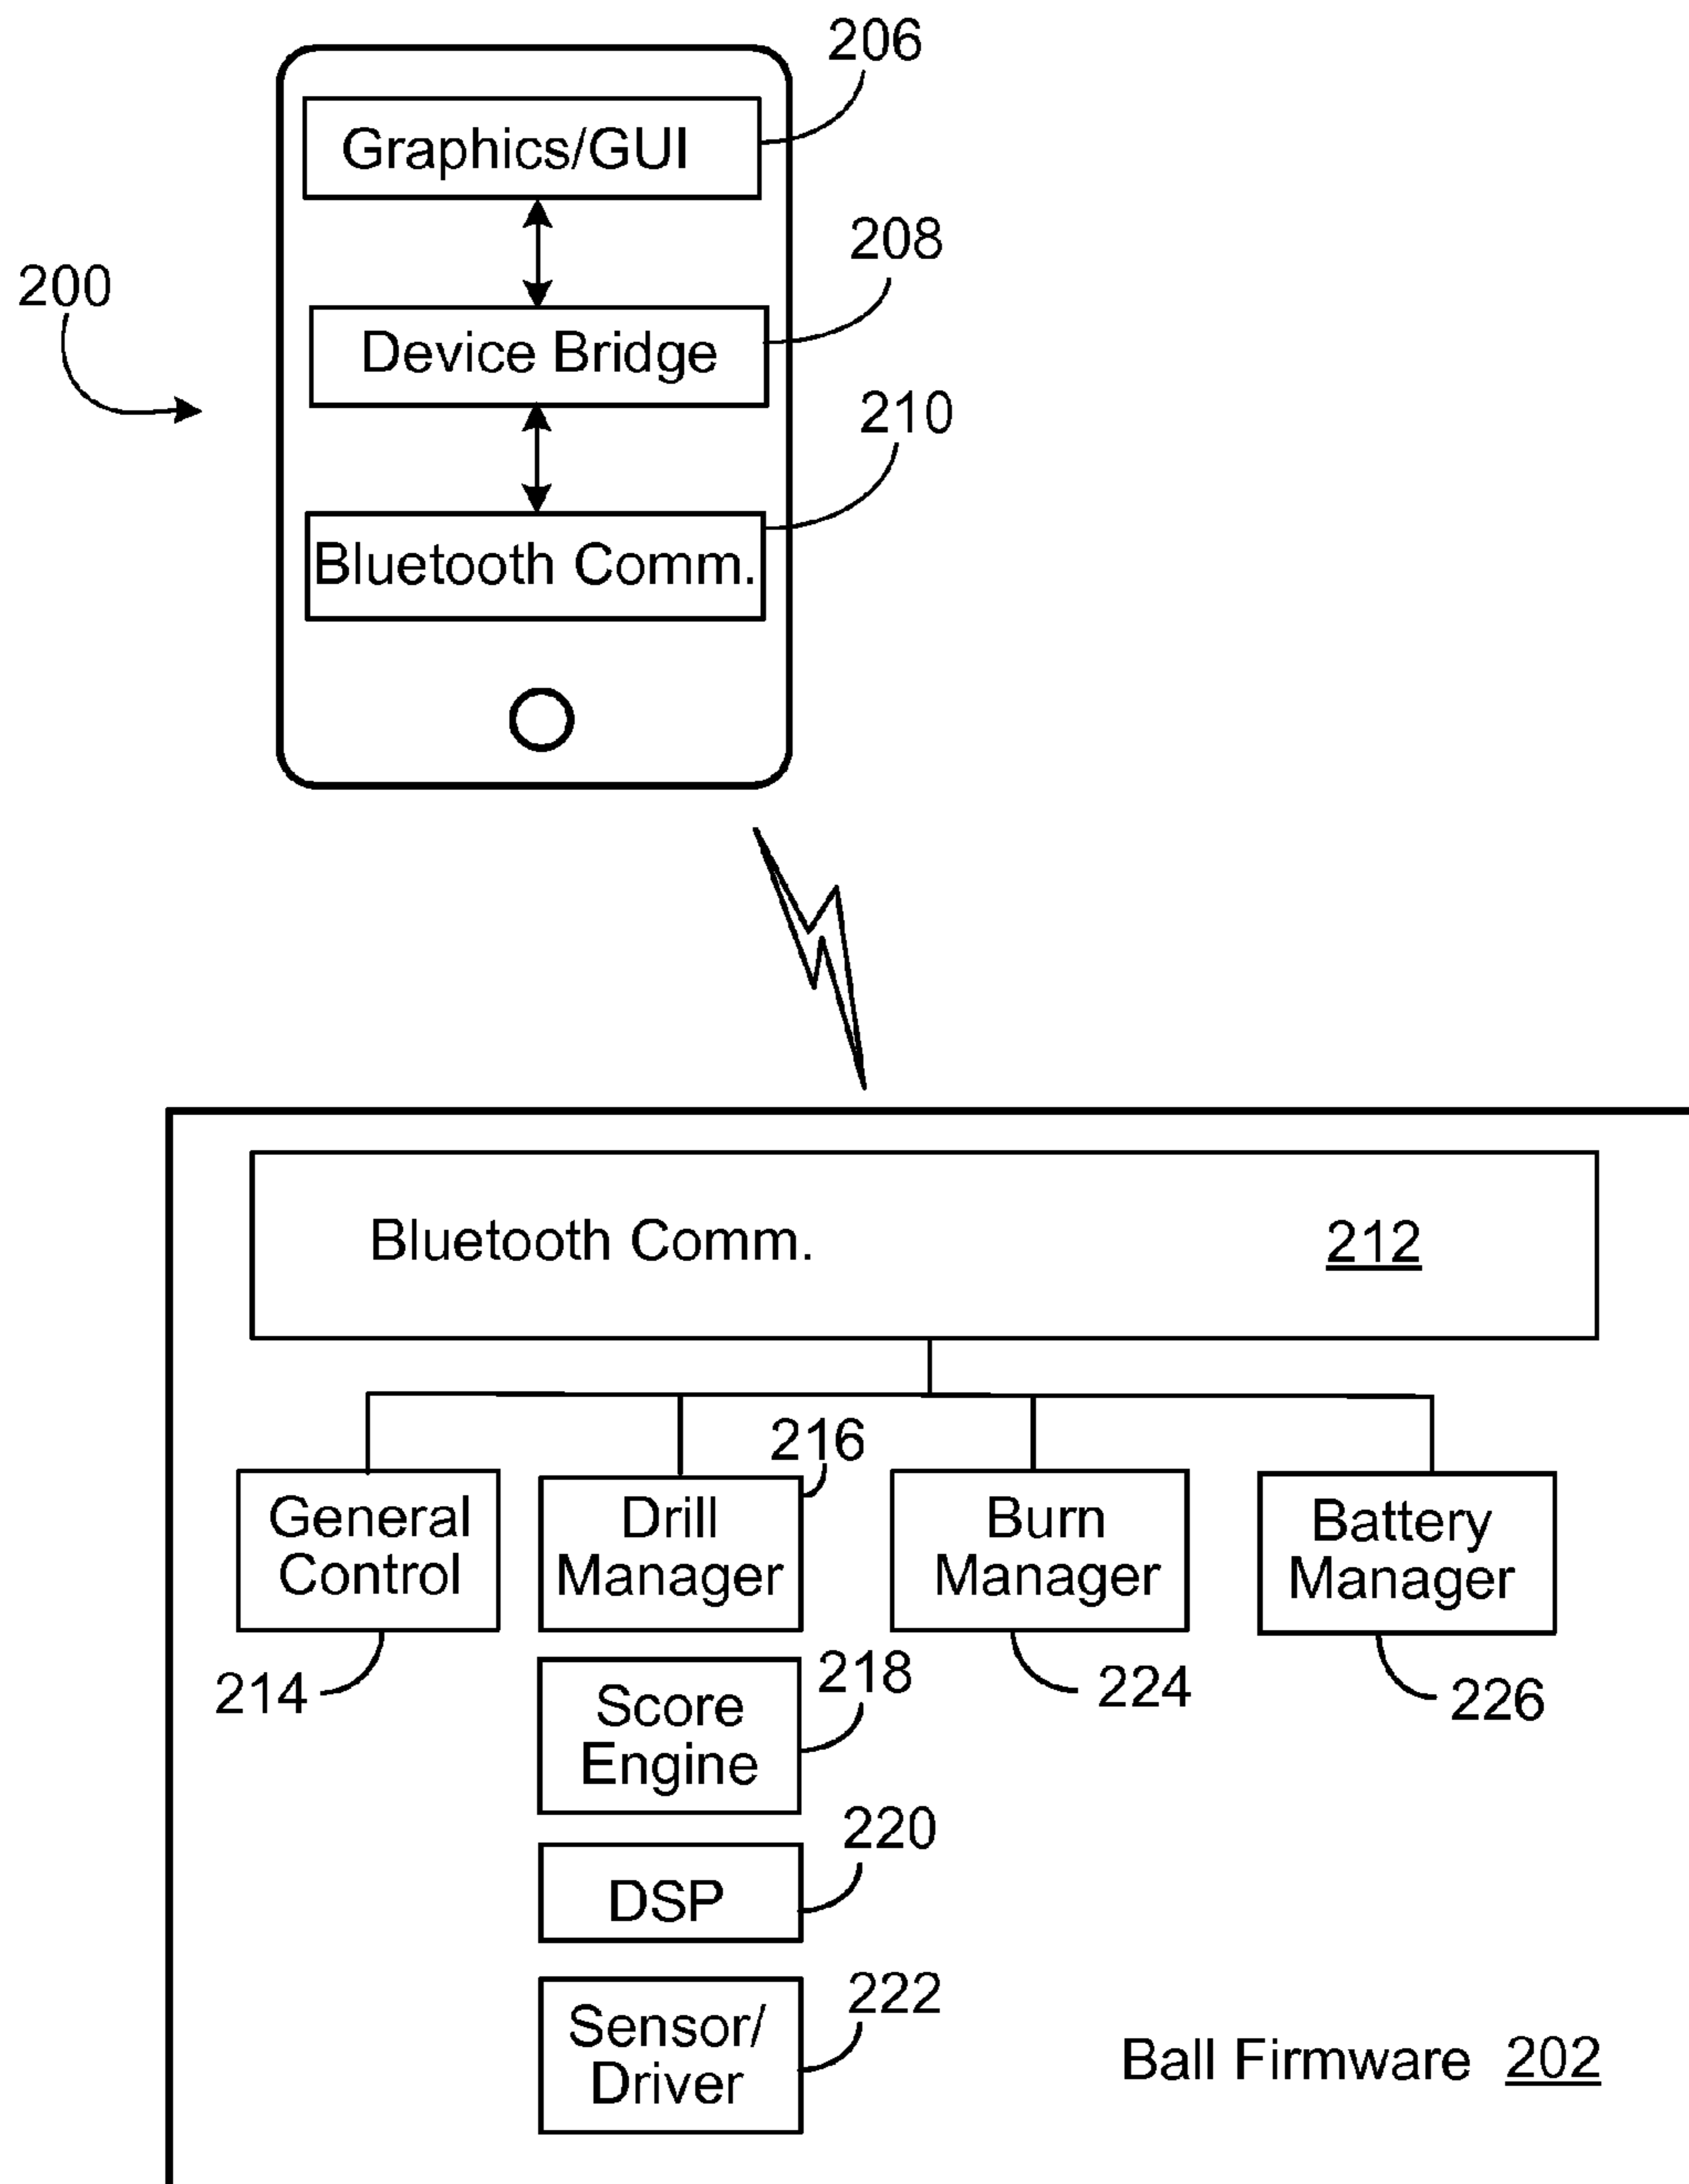 206
Graphics/GUI
208
200
Device Bridge
210
Bluetooth Comm.
Bluetooth Comm. 212
216
General
Control
Drill
Manager
Burn
Manager
Battery
Manager
214
218
224
226
Score
Engine
220
DSP
222
Sensor/
Driver
Ball Firmware 202